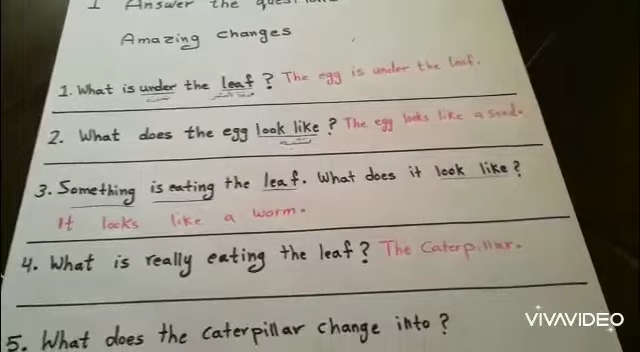 1 Answer the question
Amazing changes
1. What is under the leaf? The egg is under the leaf.
2. What does the egg look like? The egg looks like a seed.
3. Something is eating the leaf. What does it look like?
It looks like a worm.
4. What is really eating the leaf? The Caterpillar.
5. What does the caterpillar change into?
VIVAVIDEO